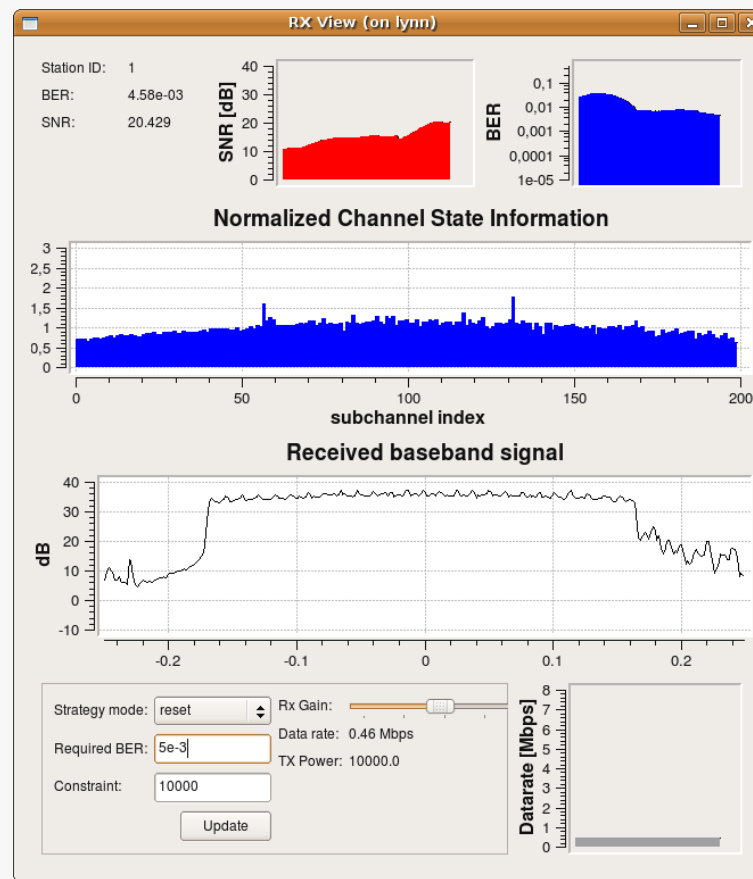 RX View (on lynn)
Station ID: 1
BER: 4.58e-03
SNR: 20.429
SNR [dB]
40
30
20
10
0
BER
0,1
0,01
0,001
0,0001
1e-05
Normalized Channel State Information
3
2,5
2
1,5
1
0,5
0
0 50 100 150 200
subchannel index
Received baseband signal
dB
40
30
20
10
0
-10
-0.2 -0.1 0 0.1 0.2
Strategy mode: reset
Required BER: 5e-3
Constraint: 10000
Update
Rx Gain:
Data rate: 0.46 Mbps
TX Power: 10000.0
Datarate [Mbps]
8
7
6
5
4
3
2
1
0